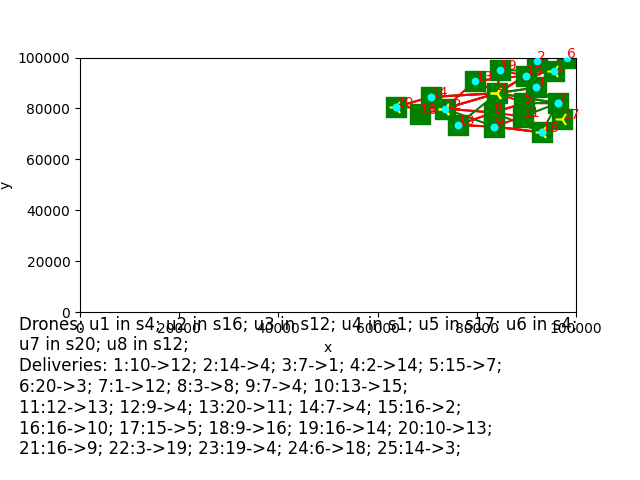 100000
80000
60000
40000
20000
0
y
0 20000 40000 60000 80000 100000
x
2
6
19
4
17
16
Drones: u1 in s4; u2 in s16; u3 in s12; u4 in s1; u5 in s17; u6 in s4;
u7 in s20; u8 in s12;
Deliveries: 1:10->12; 2:14->4; 3:7->1; 4:2->14; 5:15->7;
6:20->3; 7:1->12; 8:3->8; 9:7->4; 10:13->15;
11:12->13; 12:9->4; 13:20->11; 14:7->4; 15:16->2;
16:16->10; 17:15->5; 18:9->16; 19:16->14; 20:10->13;
21:16->9; 22:3->19; 23:19->4; 24:6->18; 25:14->3;